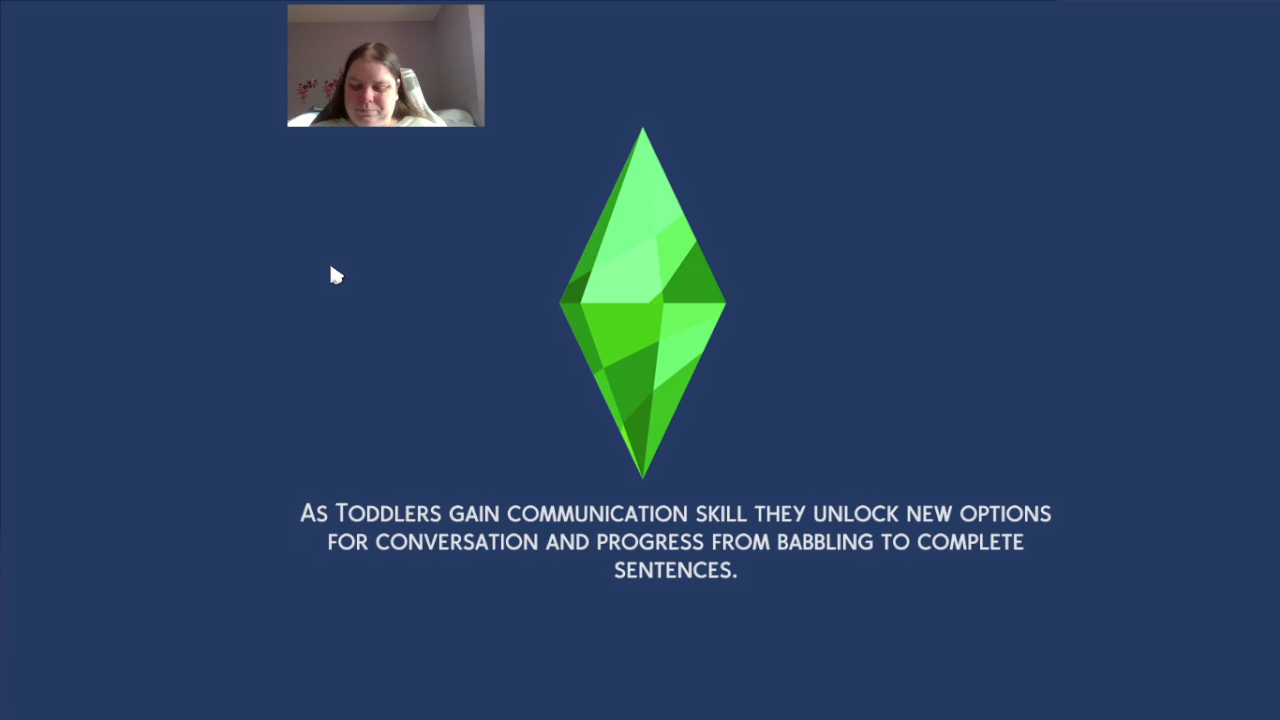 As Toddlers gain communication skill they unlock new options
for conversation and progress from babbling to complete
sentences.